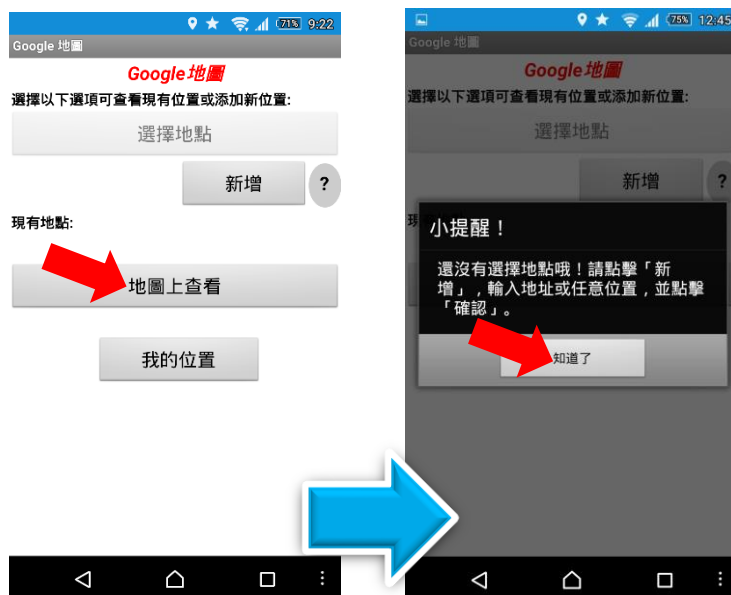 71% 9:22
Google 地圖
Google地圖
選擇以下選項可查看現有位置或添加新位置:
選擇地點
新增
?
現有地點:
地圖上查看
我的位置
75% 12:45
Google 地圖
Google地圖
選擇以下選項可查看現有位置或添加新位置:
選擇地點
新增
?
現
小提醒！
還沒有選擇地點哦！請點擊「新
增」，輸入地址或任意位置，並點擊
「確認」。
知道了